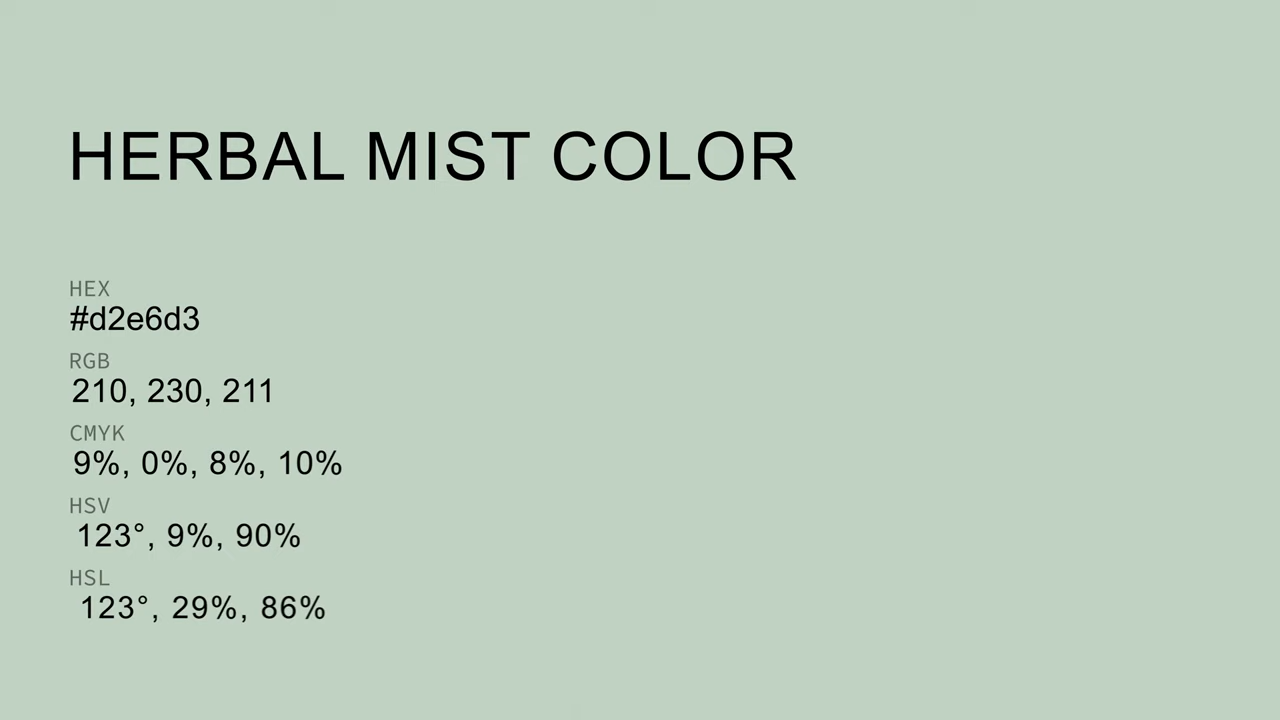 HERBAL MIST COLOR
HEX
#d2e6d3
RGB
210, 230, 211
CMYK
9%, 0%, 8%, 10%
HSV
123°, 9%, 90%
HSL
123°, 29%, 86%